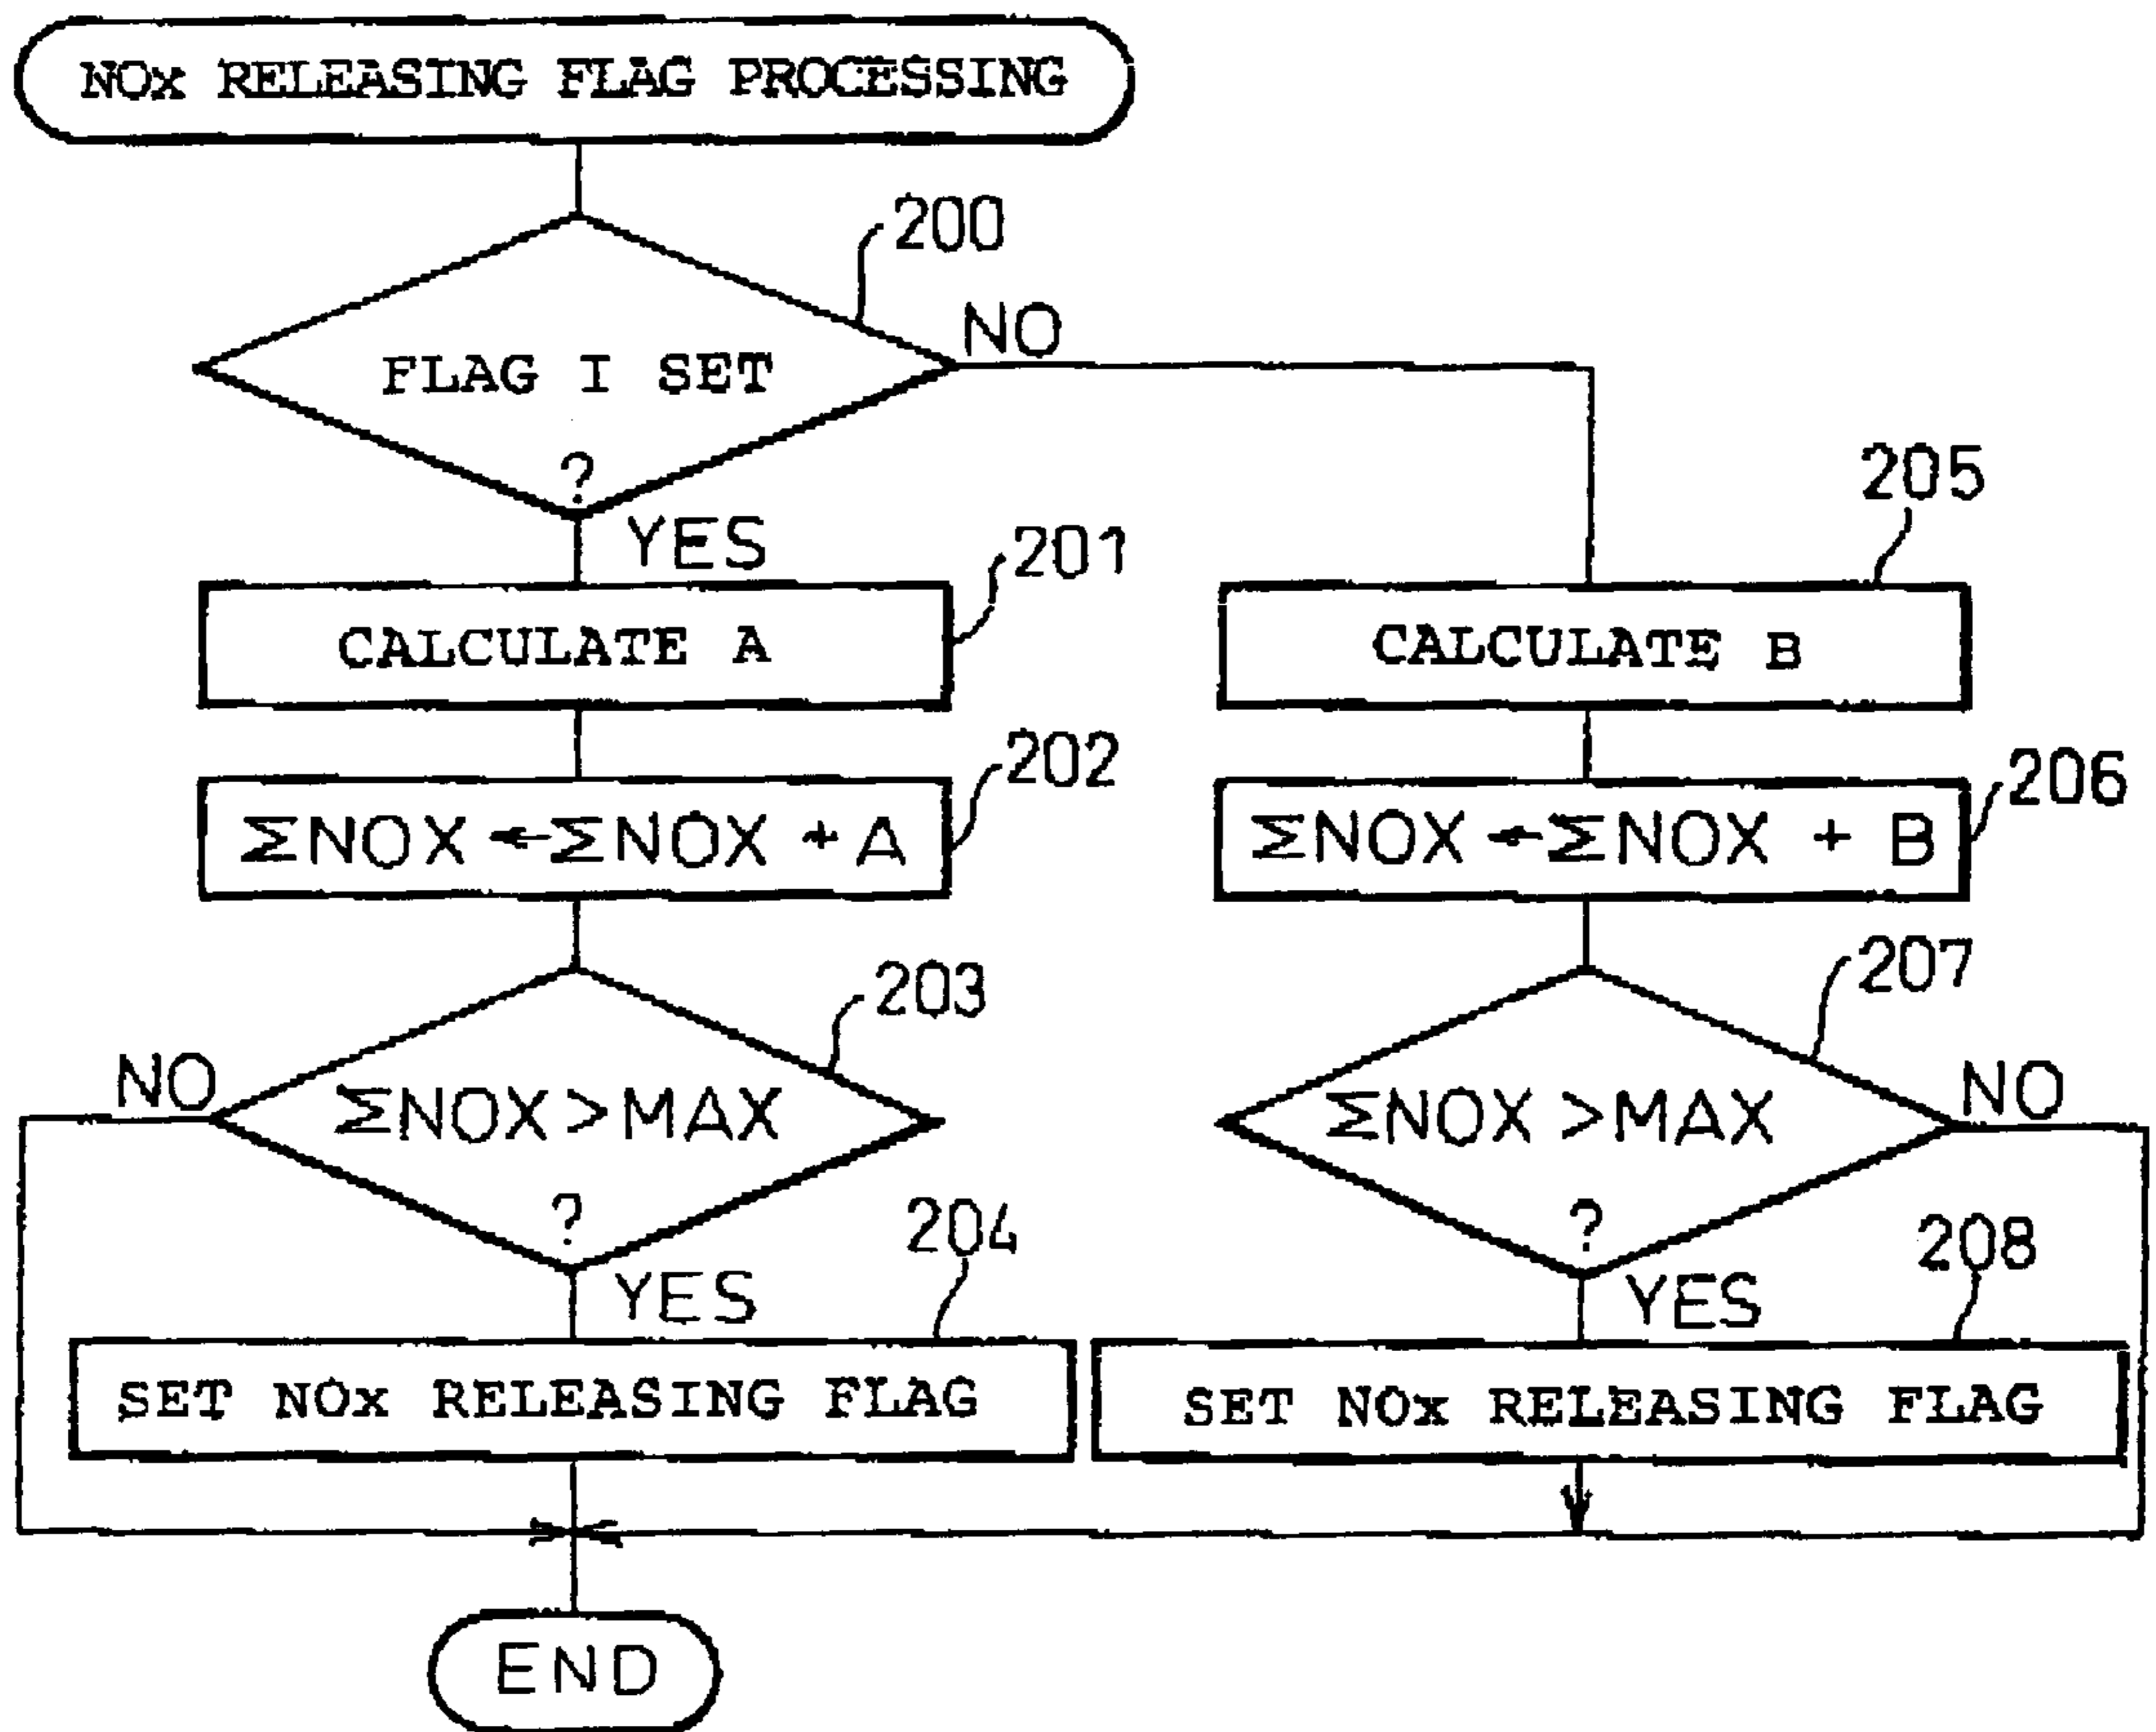 NOx RELEASING FLAG PROCESSING
200
FLAG I SET
?
NO
YES
201
CALCULATE A
202
ΣNOX ← ΣNOX + A
203
ΣNOX > MAX
?
NO
YES
204
SET NOx RELEASING FLAG
205
CALCULATE B
206
ΣNOX ← ΣNOX + B
207
ΣNOX > MAX
?
NO
YES
208
SET NOx RELEASING FLAG
END